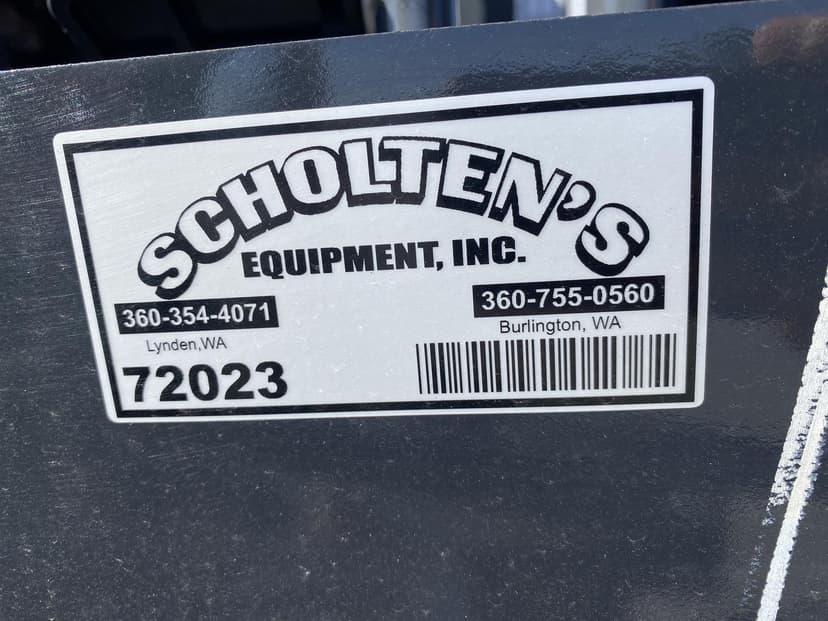 SCHOLTEN'S
EQUIPMENT, INC.
360-354-4071
Lynden,WA
72023
360-755-0560
Burlington, WA